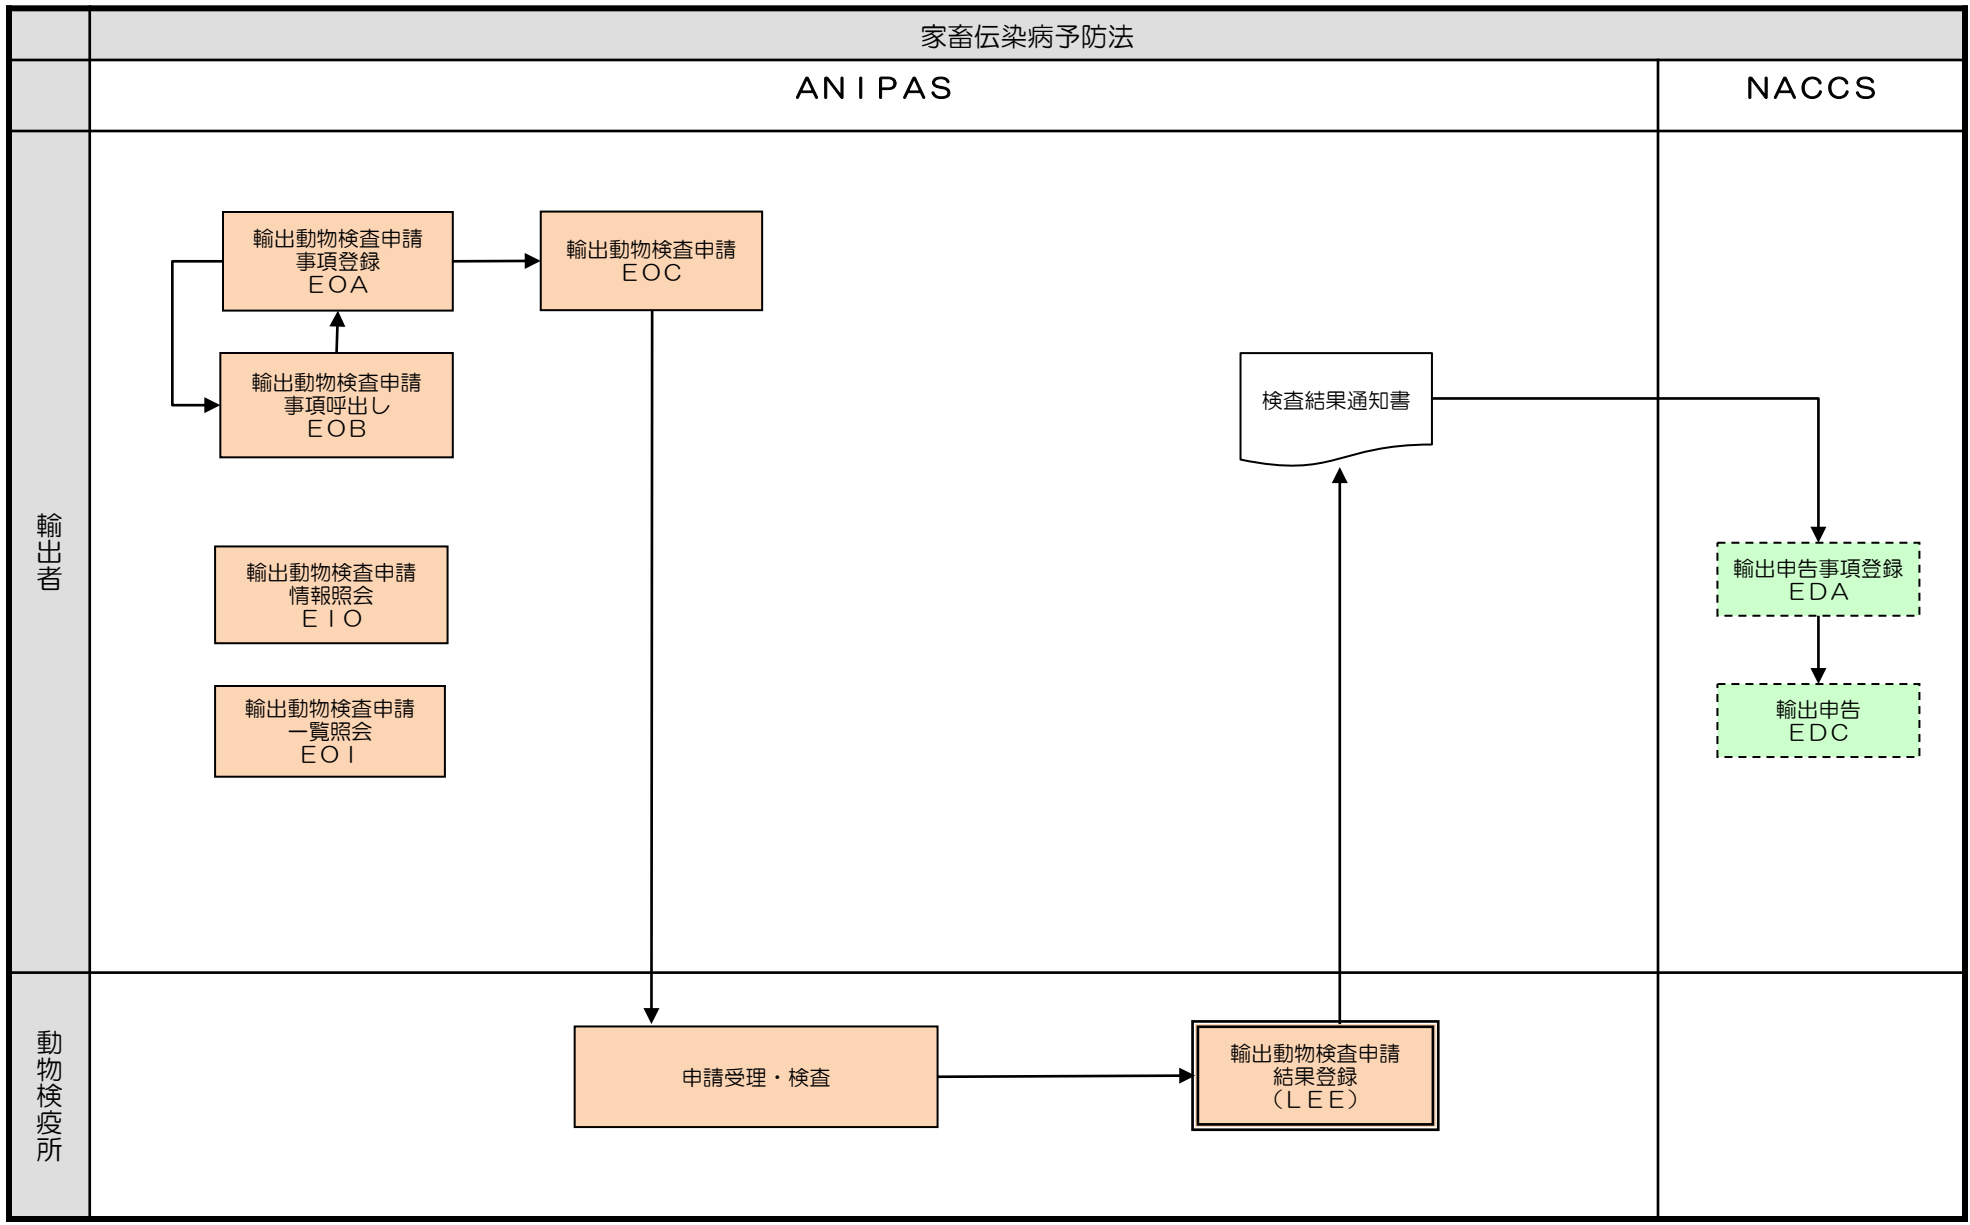 家畜伝染病予防法
ＡＮＩＰＡＳ
ＮＡＣＣＳ
輸出者
輸出動物検査申請
事項登録
ＥＯＡ
輸出動物検査申請
ＥＯＣ
輸出動物検査申請
事項呼出し
ＥＯＢ
検査結果通知書
輸出動物検査申請
情報照会
ＥＩＯ
輸出申告事項登録
ＥＤＡ
輸出動物検査申請
一覧照会
ＥＯＩ
輸出申告
ＥＤＣ
動物検疫所
申請受理・検査
輸出動物検査申請
結果登録
（ＬＥＥ）